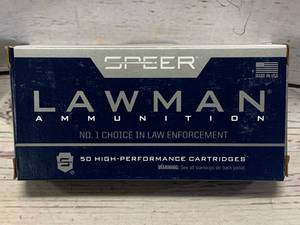 SPEER
MADE IN USA
LAWMAN®
AMMUNITION
NO. 1 CHOICE IN LAW ENFORCEMENT
S
50 HIGH-PERFORMANCE CARTRIDGES
WARNING: See all warnings on back panel.